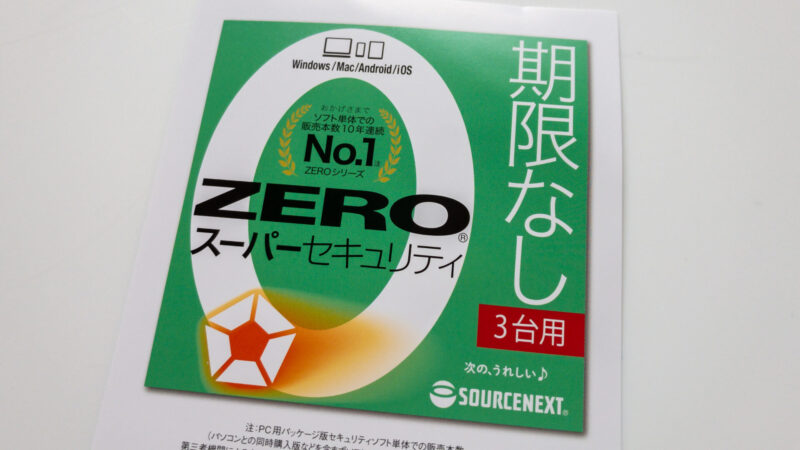 Windows/Mac/Android/iOS
おかげさまで
ソフト単体での
販売本数10年連続
No.1注
ZEROシリーズ
ZERO®
スーパーセキュリティ
期限なし
3台用
次の、うれしい♪
SOURCENEXT®
注:PC用パッケージ版セキュリティソフト単体での販売本数
(パソコンとの同時購入版などを含まず